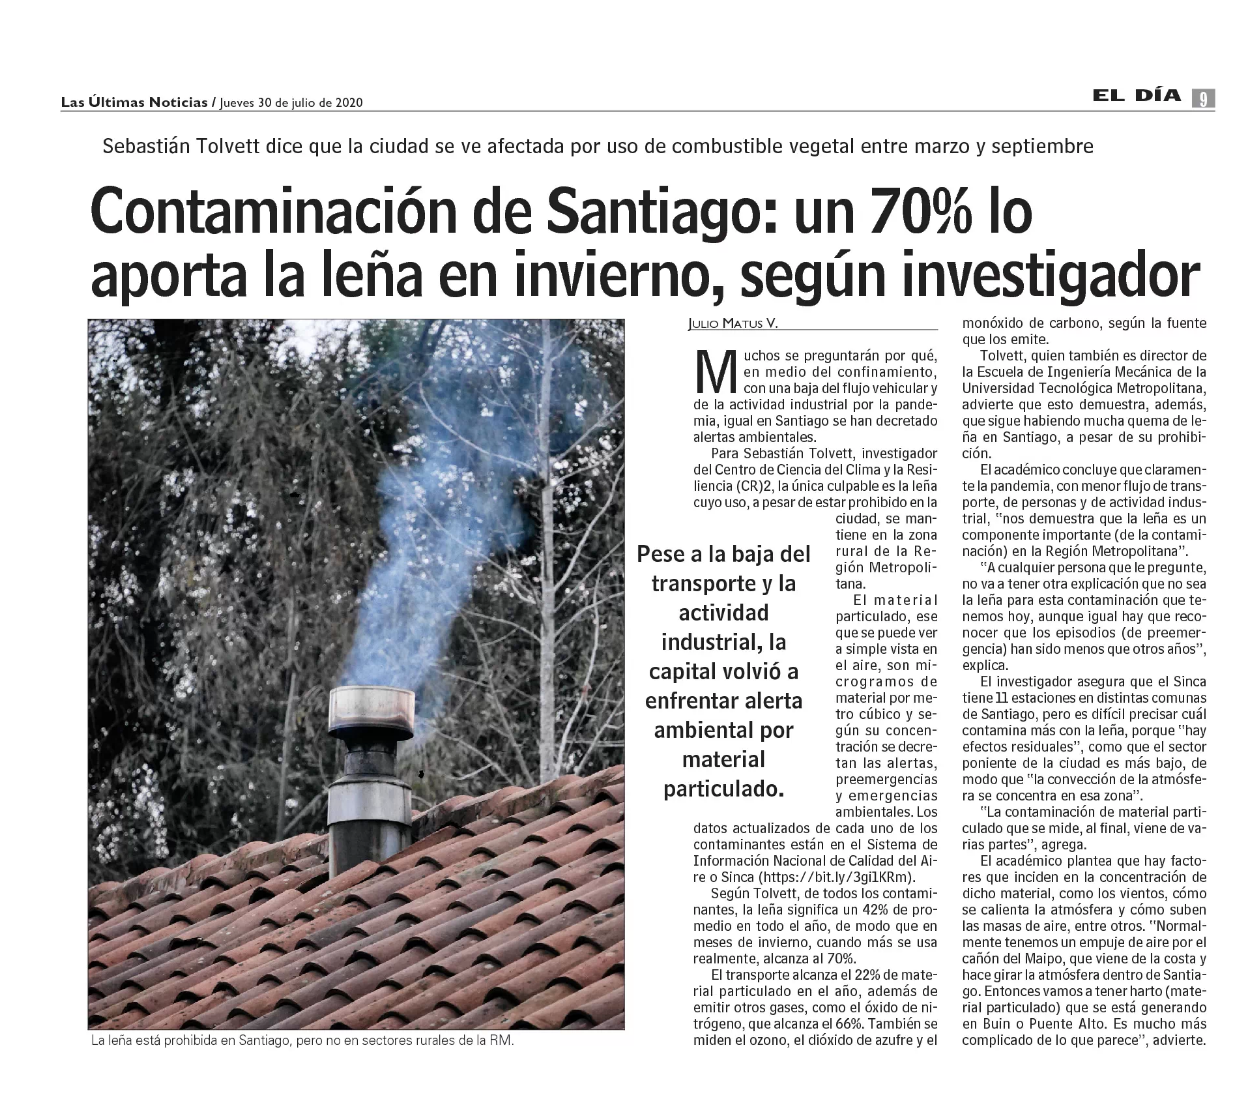 Las Últimas Noticias / Jueves 30 de julio de 2020
EL DÍA 9
Sebastián Tolvett dice que la ciudad se ve afectada por uso de combustible vegetal entre marzo y septiembre
Contaminación de Santiago: un 70% lo
aporta la leña en invierno, según investigador
La leña está prohibida en Santiago, pero no en sectores rurales de la RM.
JULIO MATUS V.
Muchos se preguntarán por qué,
en medio del confinamiento,
con una baja del flujo vehicular y
de la actividad industrial por la pande-
mia, igual en Santiago se han decretado
alertas ambientales.
Para Sebastián Tolvett, investigador
del Centro de Ciencia del Clima y la Resi-
liencia (CR)2, la única culpable es la leña
cuyo uso, a pesar de estar prohibido en la
ciudad, se man-
tiene en la zona
rural de la Re-
gión Metropoli-
tana.
El material
particulado, ese
que se puede ver
a simple vista en
el aire, son mi-
crogramos de
material por me-
tro cúbico y se-
gún su concen-
tración se decre-
tan las alertas,
preemergencias
y emergencias
ambientales. Los
datos actualizados de cada uno de los
contaminantes están en el Sistema de
Información Nacional de Calidad del Ai-
re o Sinca (https://bit.ly/3gi1KRm).
Según Tolvett, de todos los contami-
nantes, la leña significa un 42% de pro-
medio en todo el año, de modo que en
meses de invierno, cuando más se usa
realmente, alcanza al 70%.
El transporte alcanza el 22% de mate-
rial particulado en el año, además de
emitir otros gases, como el óxido de ni-
trógeno, que alcanza el 66%. También se
miden el ozono, el dióxido de azufre y el
Pese a la baja del
transporte y la
actividad
industrial, la
capital volvió a
enfrentar alerta
ambiental por
material
particulado.
monóxido de carbono, según la fuente
que los emite.
Tolvett, quien también es director de
la Escuela de Ingeniería Mecánica de la
Universidad Tecnológica Metropolitana,
advierte que esto demuestra, además,
que sigue habiendo mucha quema de le-
ña en Santiago, a pesar de su prohibi-
ción.
El académico concluye que claramen-
te la pandemia, con menor flujo de trans-
porte, de personas y de actividad indus-
trial, "nos demuestra que la leña es un
componente importante (de la contami-
nación) en la Región Metropolitana".
"A cualquier persona que le pregunte,
no va a tener otra explicación que no sea
la leña para esta contaminación que te-
nemos hoy, aunque igual hay que reco-
nocer que los episodios (de preemer-
gencia) han sido menos que otros años",
explica.
El investigador asegura que el Sinca
tiene 11 estaciones en distintas comunas
de Santiago, pero es difícil precisar cuál
contamina más con la leña, porque "hay
efectos residuales", como que el sector
poniente de la ciudad es más bajo, de
modo que "la convección de la atmósfe-
ra se concentra en esa zona".
"La contaminación de material parti-
culado que se mide, al final, viene de va-
rias partes", agrega.
El académico plantea que hay facto-
res que inciden en la concentración de
dicho material, como los vientos, cómo
se calienta la atmósfera y cómo suben
las masas de aire, entre otros. "Normal-
mente tenemos un empuje de aire por el
cañón del Maipo, que viene de la costa y
hace girar la atmósfera dentro de Santia-
go. Entonces vamos a tener harto (mate-
rial particulado) que se está generando
en Buin o Puente Alto. Es mucho más
complicado de lo que parece", advierte.